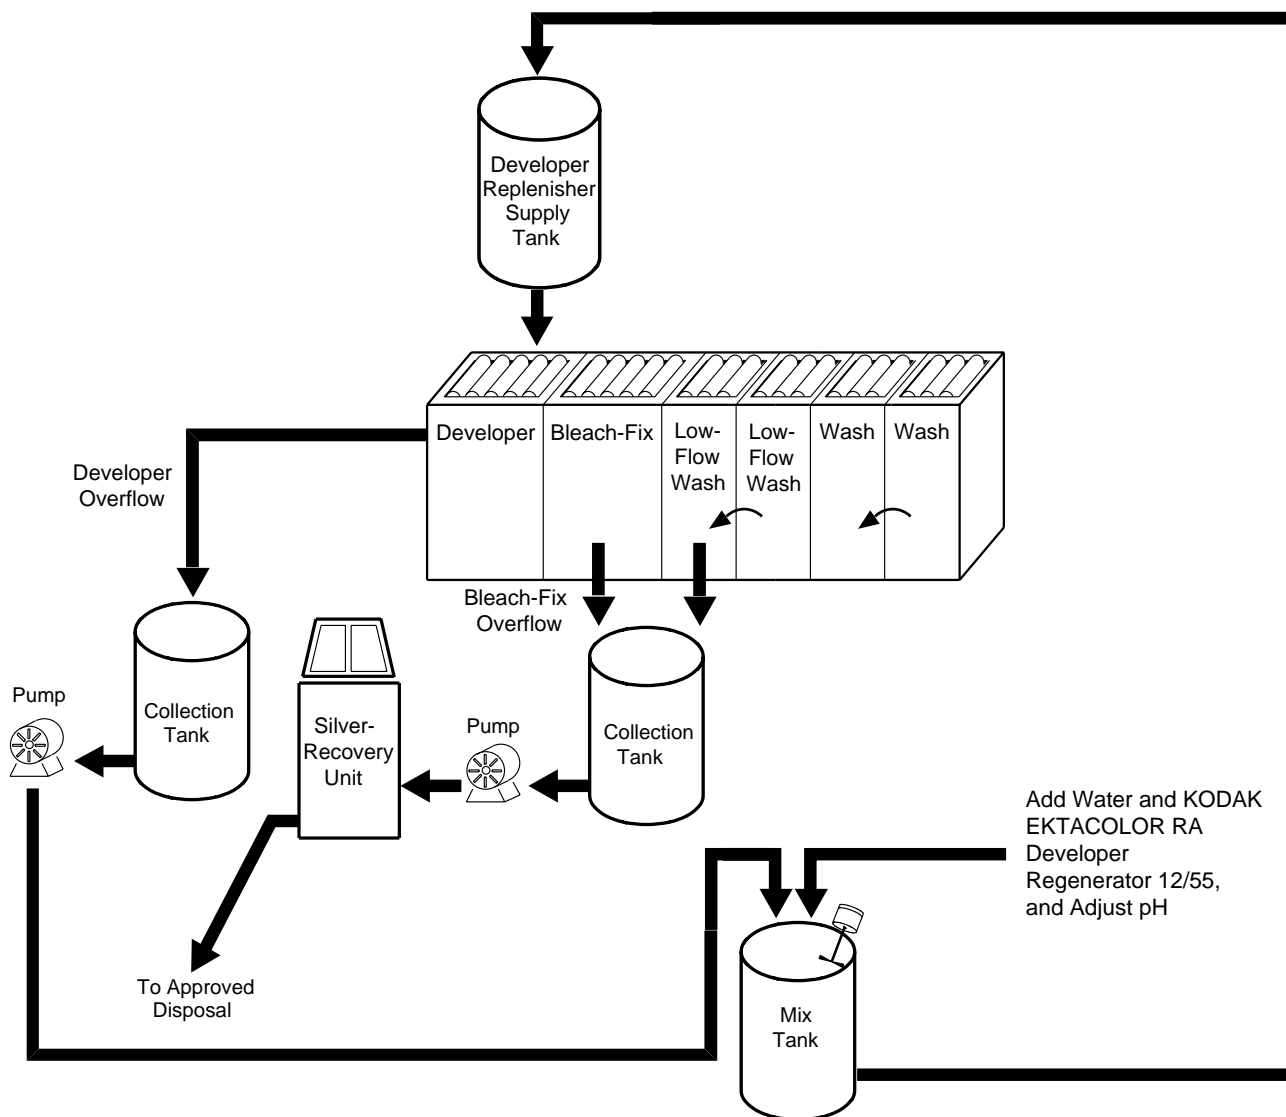 Developer
Replenisher
Supply
Tank
Developer
Bleach-Fix
Low-
Flow
Wash
Low-
Flow
Wash
Wash
Wash
Developer
Overflow
Bleach-Fix
Overflow
Pump
Collection
Tank
Silver-
Recovery
Unit
Pump
Collection
Tank
Add Water and KODAK
EKTACOLOR RA
Developer
Regenerator 12/55,
and Adjust pH
To Approved
Disposal
Mix
Tank